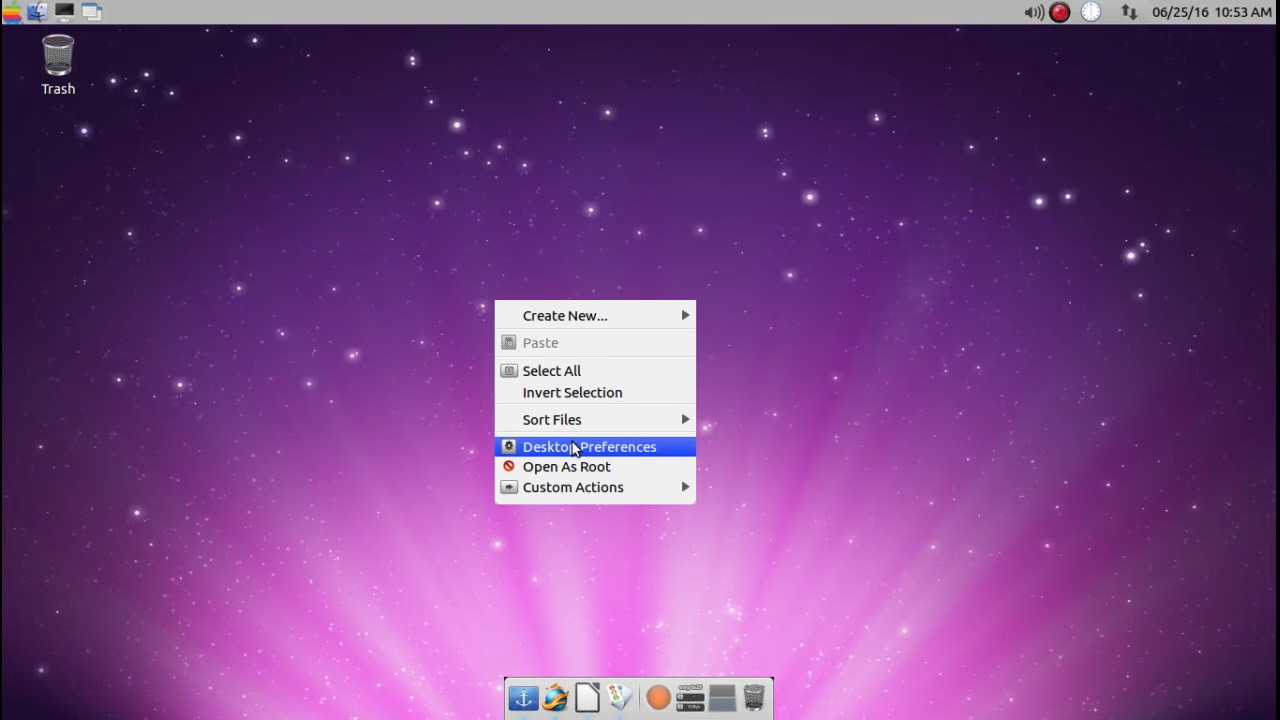 06/25/16 10:53 AM
Trash
Create New...
Paste
Select All
Invert Selection
Sort Files
Desktop Preferences
Open As Root
Custom Actions